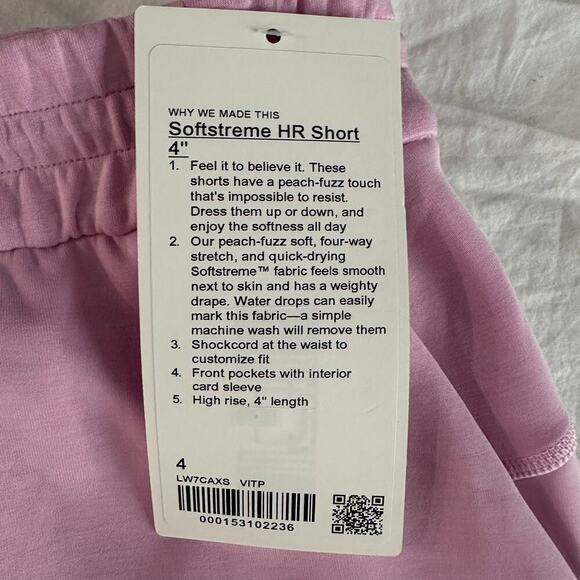 WHY WE MADE THIS
Softstreme HR Short
4"
1. Feel it to believe it. These
shorts have a peach-fuzz touch
that's impossible to resist.
Dress them up or down, and
enjoy the softness all day
2. Our peach-fuzz soft, four-way
stretch, and quick-drying
Softstreme™ fabric feels smooth
next to skin and has a weighty
drape. Water drops can easily
mark this fabric—a simple
machine wash will remove them
3. Shockcord at the waist to
customize fit
4. Front pockets with interior
card sleeve
5. High rise, 4" length
4
LW7CAXS VITP
000153102236